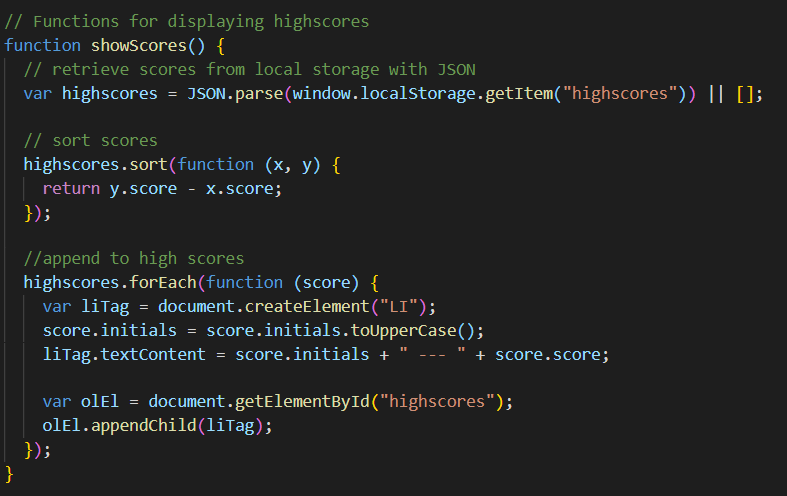 // Functions for displaying highscores
function showScores() {
  // retrieve scores from local storage with JSON
  var highscores = JSON.parse(window.localStorage.getItem("highscores")) || [];

  // sort scores
  highscores.sort(function (x, y) {
    return y.score - x.score;
  });

  //append to high scores
  highscores.forEach(function (score) {
    var liTag = document.createElement("LI");
    score.initials = score.initials.toUpperCase();
    liTag.textContent = score.initials + " --- " + score.score;

    var olEl = document.getElementById("highscores");
    olEl.appendChild(liTag);
  });
}